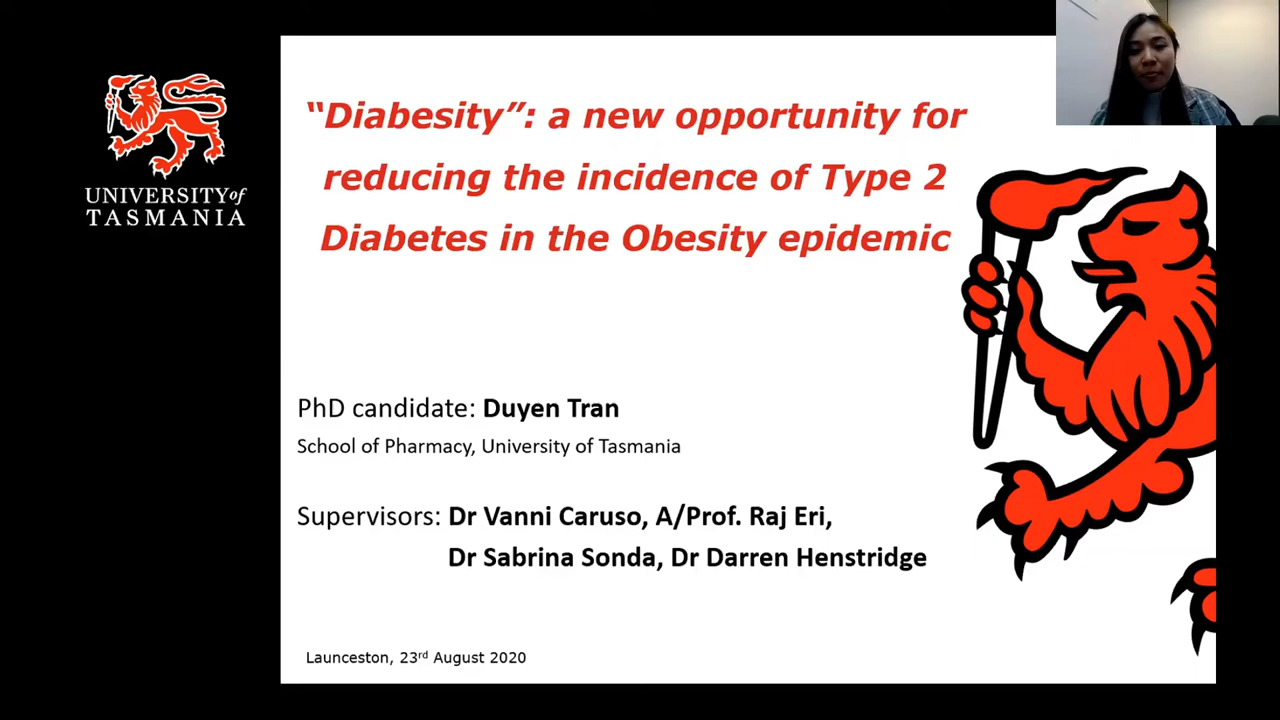 UNIVERSITY of
TASMANIA
“Diabesity”: a new opportunity for
reducing the incidence of Type 2
Diabetes in the Obesity epidemic
PhD candidate: Duyen Tran
School of Pharmacy, University of Tasmania
Supervisors: Dr Vanni Caruso, A/Prof. Raj Eri,
Dr Sabrina Sonda, Dr Darren Henstridge
Launceston, 23rd August 2020